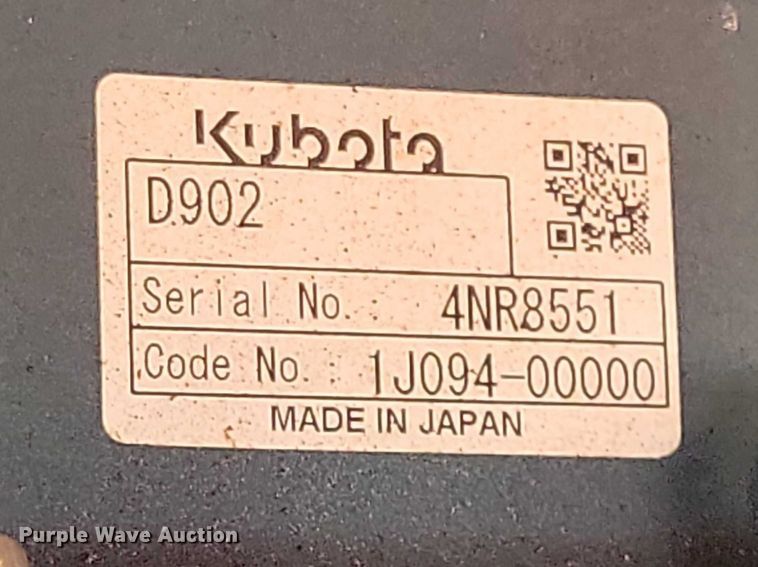 Kubota
D902
Serial No. : 4NR8551
Code No. : 1J094-00000
MADE IN JAPAN
Purple Wave Auction